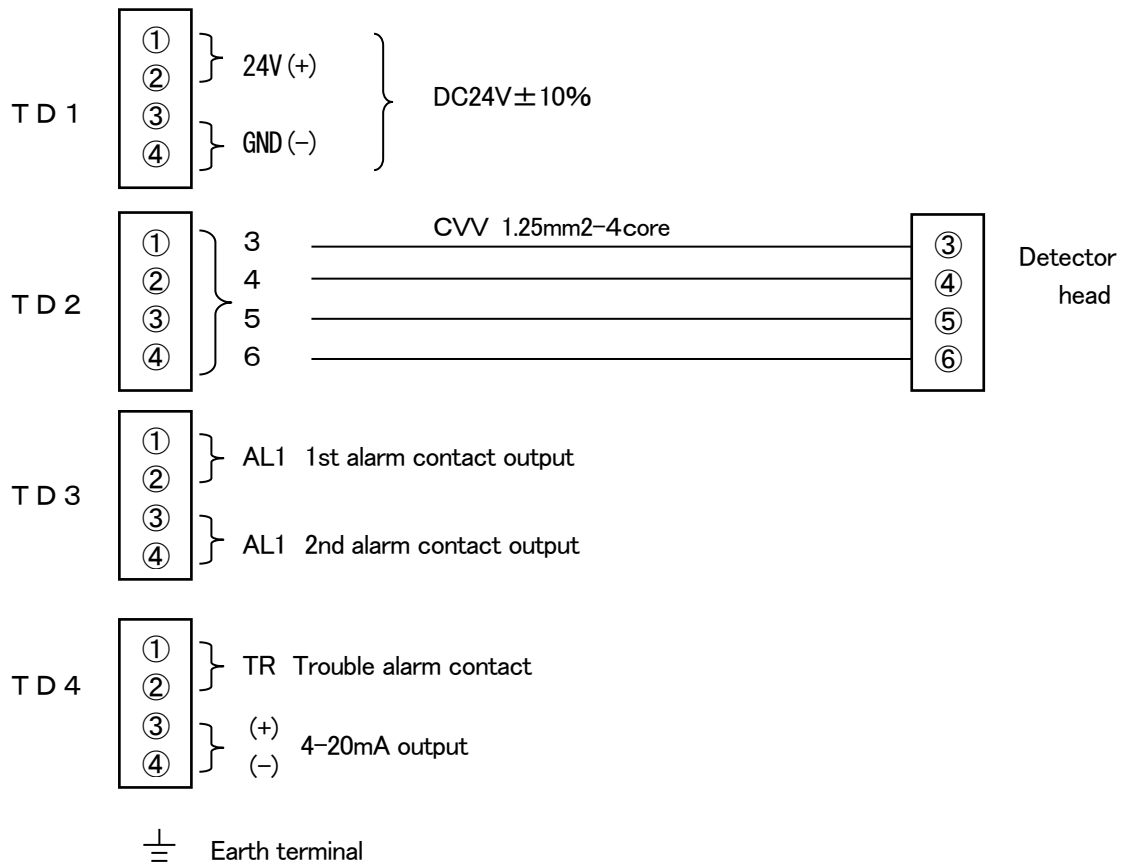 TD1
①
②
③
④
24V(+)
GND(-)
DC24V±10%
TD2
①
②
③
④
3
4
5
6
CVV 1.25mm2-4core
③
④
⑤
⑥
Detector
head
TD3
①
②
③
④
AL1 1st alarm contact output
AL1 2nd alarm contact output
TD4
①
②
③
④
TR Trouble alarm contact
(+)
(-)
4-20mA output
Earth terminal